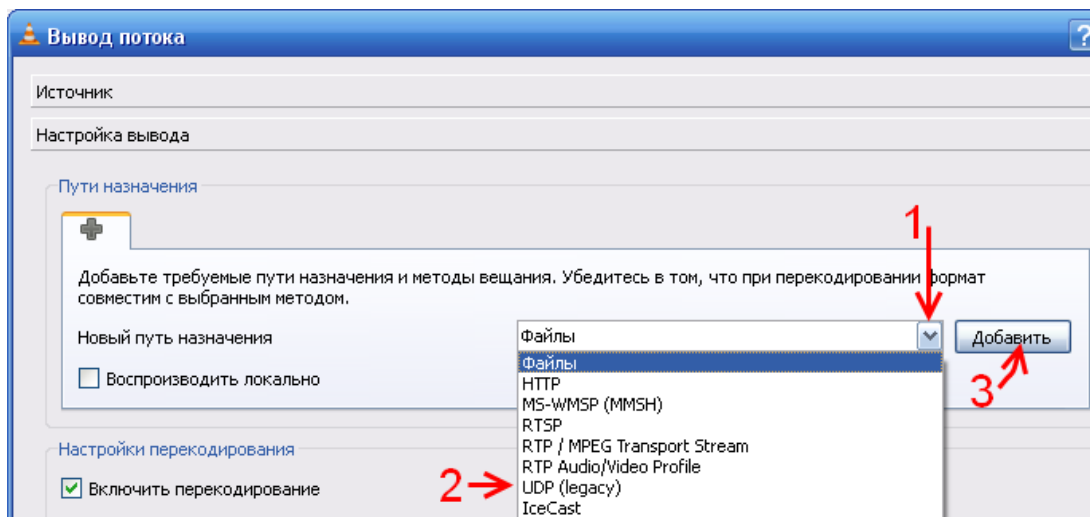 Вывод потока
?
Источник
Настройка вывода
Пути назначения
1
Добавьте требуемые пути назначения и методы вещания. Убедитесь в том, что при перекодировании формат
совместим с выбранным методом.
Новый путь назначения
Файлы
Добавить
Файлы
Воспроизводить локально
3
HTTP
MS-WMSP (MMSH)
RTSP
RTP / MPEG Transport Stream
Настройки перекодирования
RTP Audio/Video Profile
Включить перекодирование
2
UDP (legacy)
IceCast